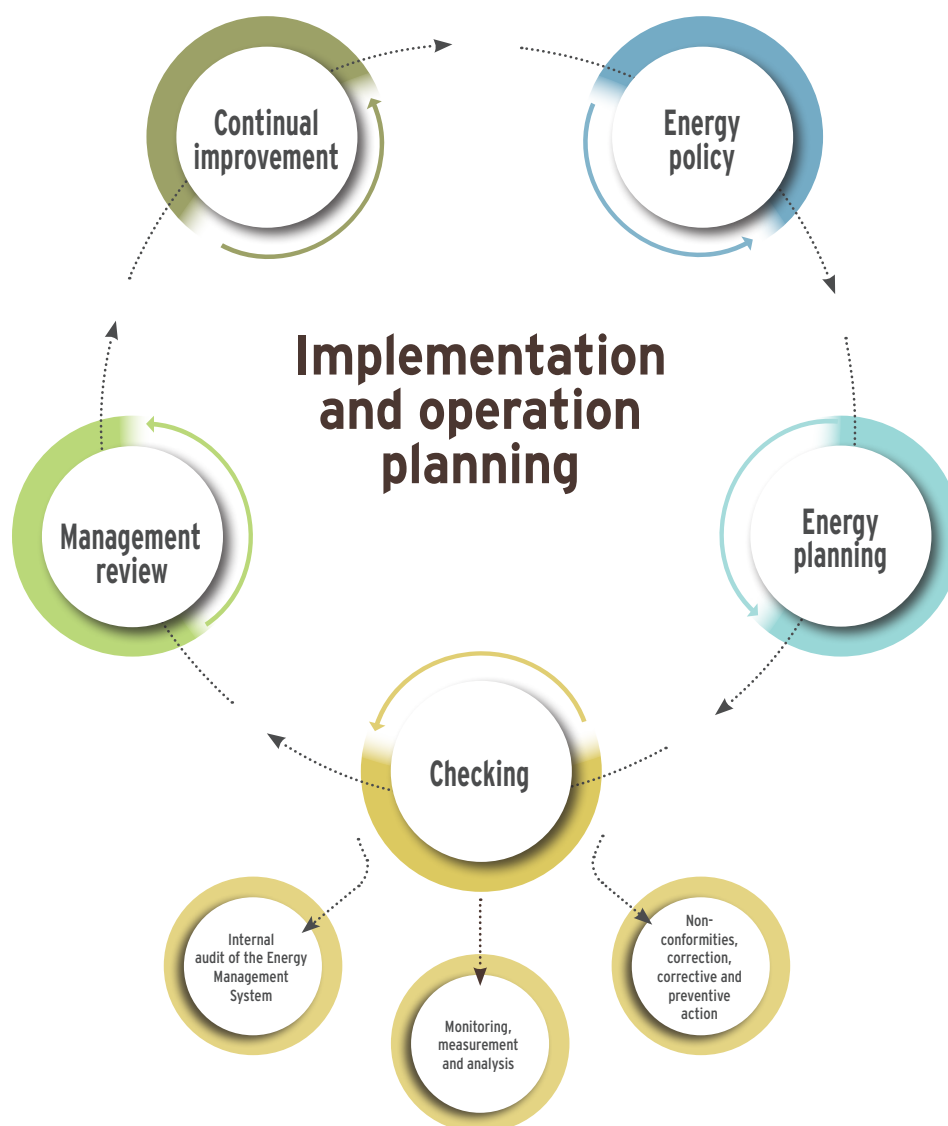 Continual
improvement
Energy
policy
Implementation
and operation
planning
Management
review
Energy
planning
Checking
Internal
audit of the Energy
Management
System
Monitoring,
measurement
and analysis
Non-
conformities,
correction,
corrective and
preventive
action